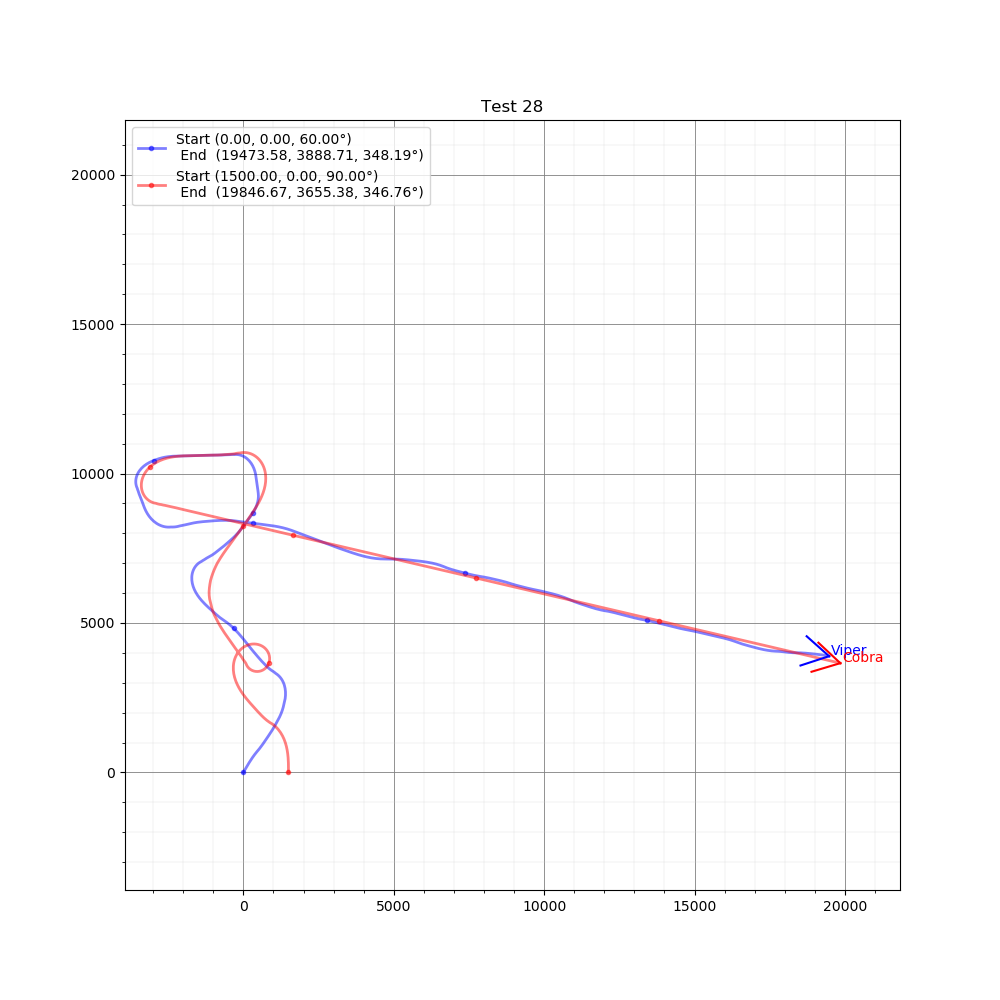 Test 28
Start (0.00, 0.00, 60.00°)
End  (19473.58, 3888.71, 348.19°)
Start (1500.00, 0.00, 90.00°)
End  (19846.67, 3655.38, 346.76°)
20000
15000
10000
5000
0
Viper
Cobra
0
5000
10000
15000
20000